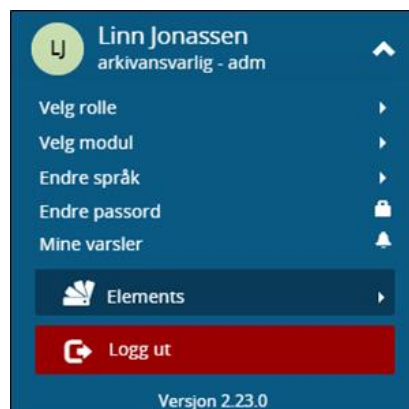 LJ
Linn Jonassen
arkivansvarlig - adm
Velg rolle
Velg modul
Endre språk
Endre passord
Mine varsler
Elements
Logg ut
Versjon 2.23.0